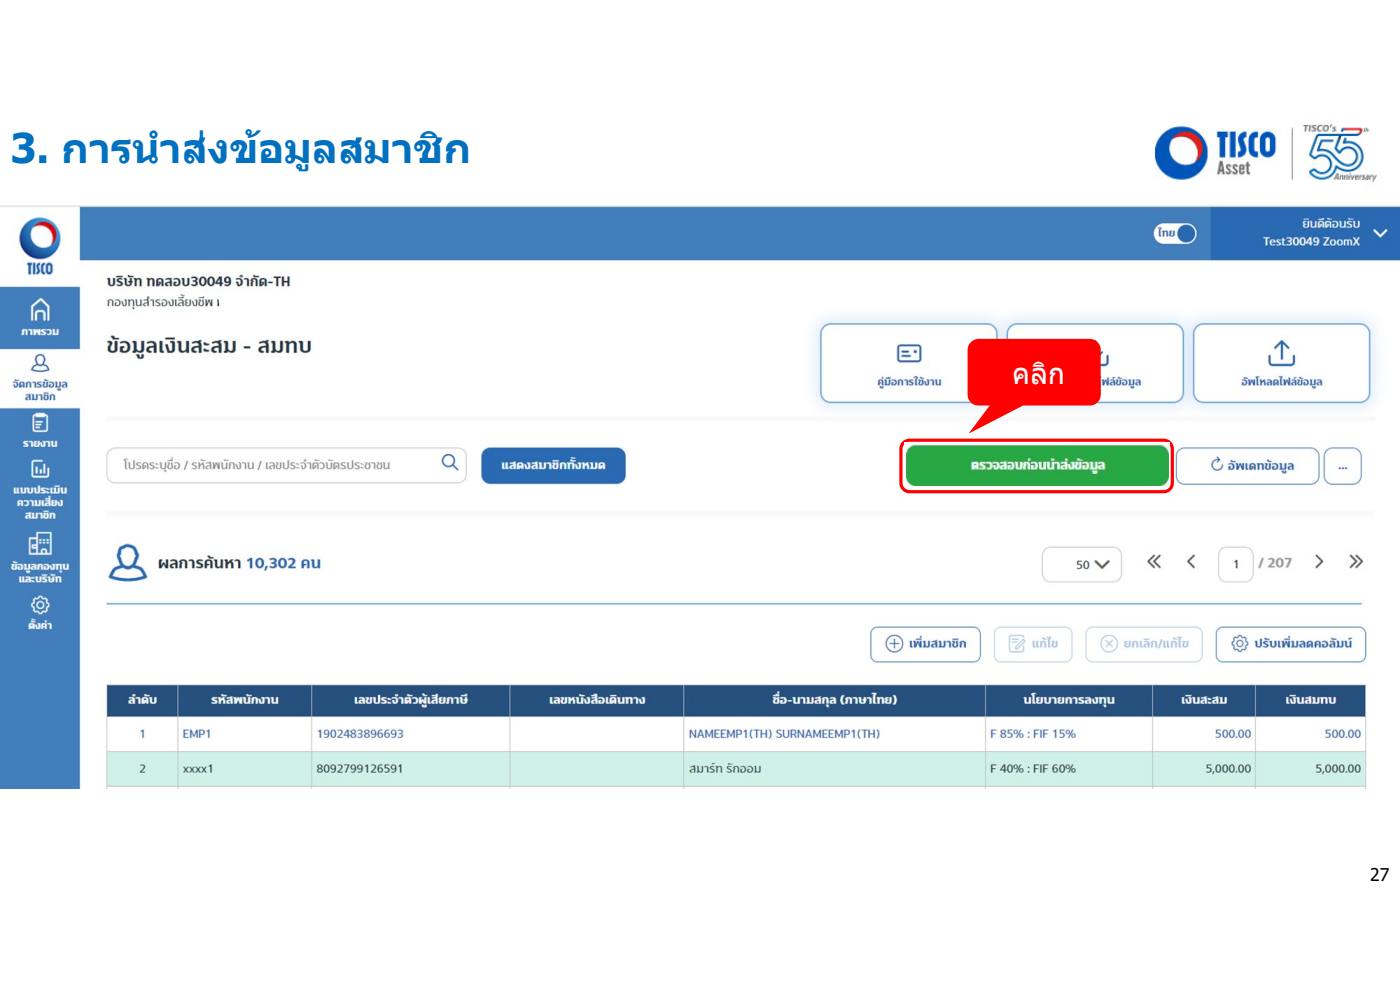 3. การนำส่งข้อมูลสมาชิก
TISCO
Asset
TISCO's
55th
Anniversary
TISCO
ไทย
ยินดีต้อนรับ
Test30049 ZoomX
ภาพรวม
จัดการข้อมูล
สมาชิก
รายงาน
แบบประเมิน
ความเสี่ยง
สมาชิก
ข้อมูลกองทุน
และบริษัท
ตั้งค่า
บริษัท ทดสอบ30049 จำกัด-TH
กองทุนสำรองเลี้ยงชีพ
ข้อมูลเงินสะสม - สมทบ
คู่มือการใช้งาน
คลิก
ฟล์ข้อมูล
อัพโหลดไฟล์ข้อมูล
โปรดระบุชื่อ / รหัสพนักงาน / เลขประจำตัวบัตรประชาชน
แสดงสมาชิกทั้งหมด
ตรวจสอบก่อนนำส่งข้อมูล
อัพเดทข้อมูล
...
ผลการค้นหา 10,302 คน
50
1 / 207
เพิ่มสมาชิก
แก้ไข
ยกเลิก/แก้ไข
ปรับเพิ่มลดคอลัมน์
ลำดับ รหัสพนักงาน เลขประจำตัวผู้เสียภาษี เลขหนังสือเดินทาง ชื่อ-นามสกุล (ภาษาไทย) นโยบายการลงทุน เงินสะสม เงินสมทบ
1 EMP1 1902483896693 NAMEEMP1(TH) SURNAMEEMP1(TH) F 85% : FIF 15% 500.00 500.00
2 xxxx1 8092799126591 สมาร์ท รักออม F 40% : FIF 60% 5,000.00 5,000.00
27